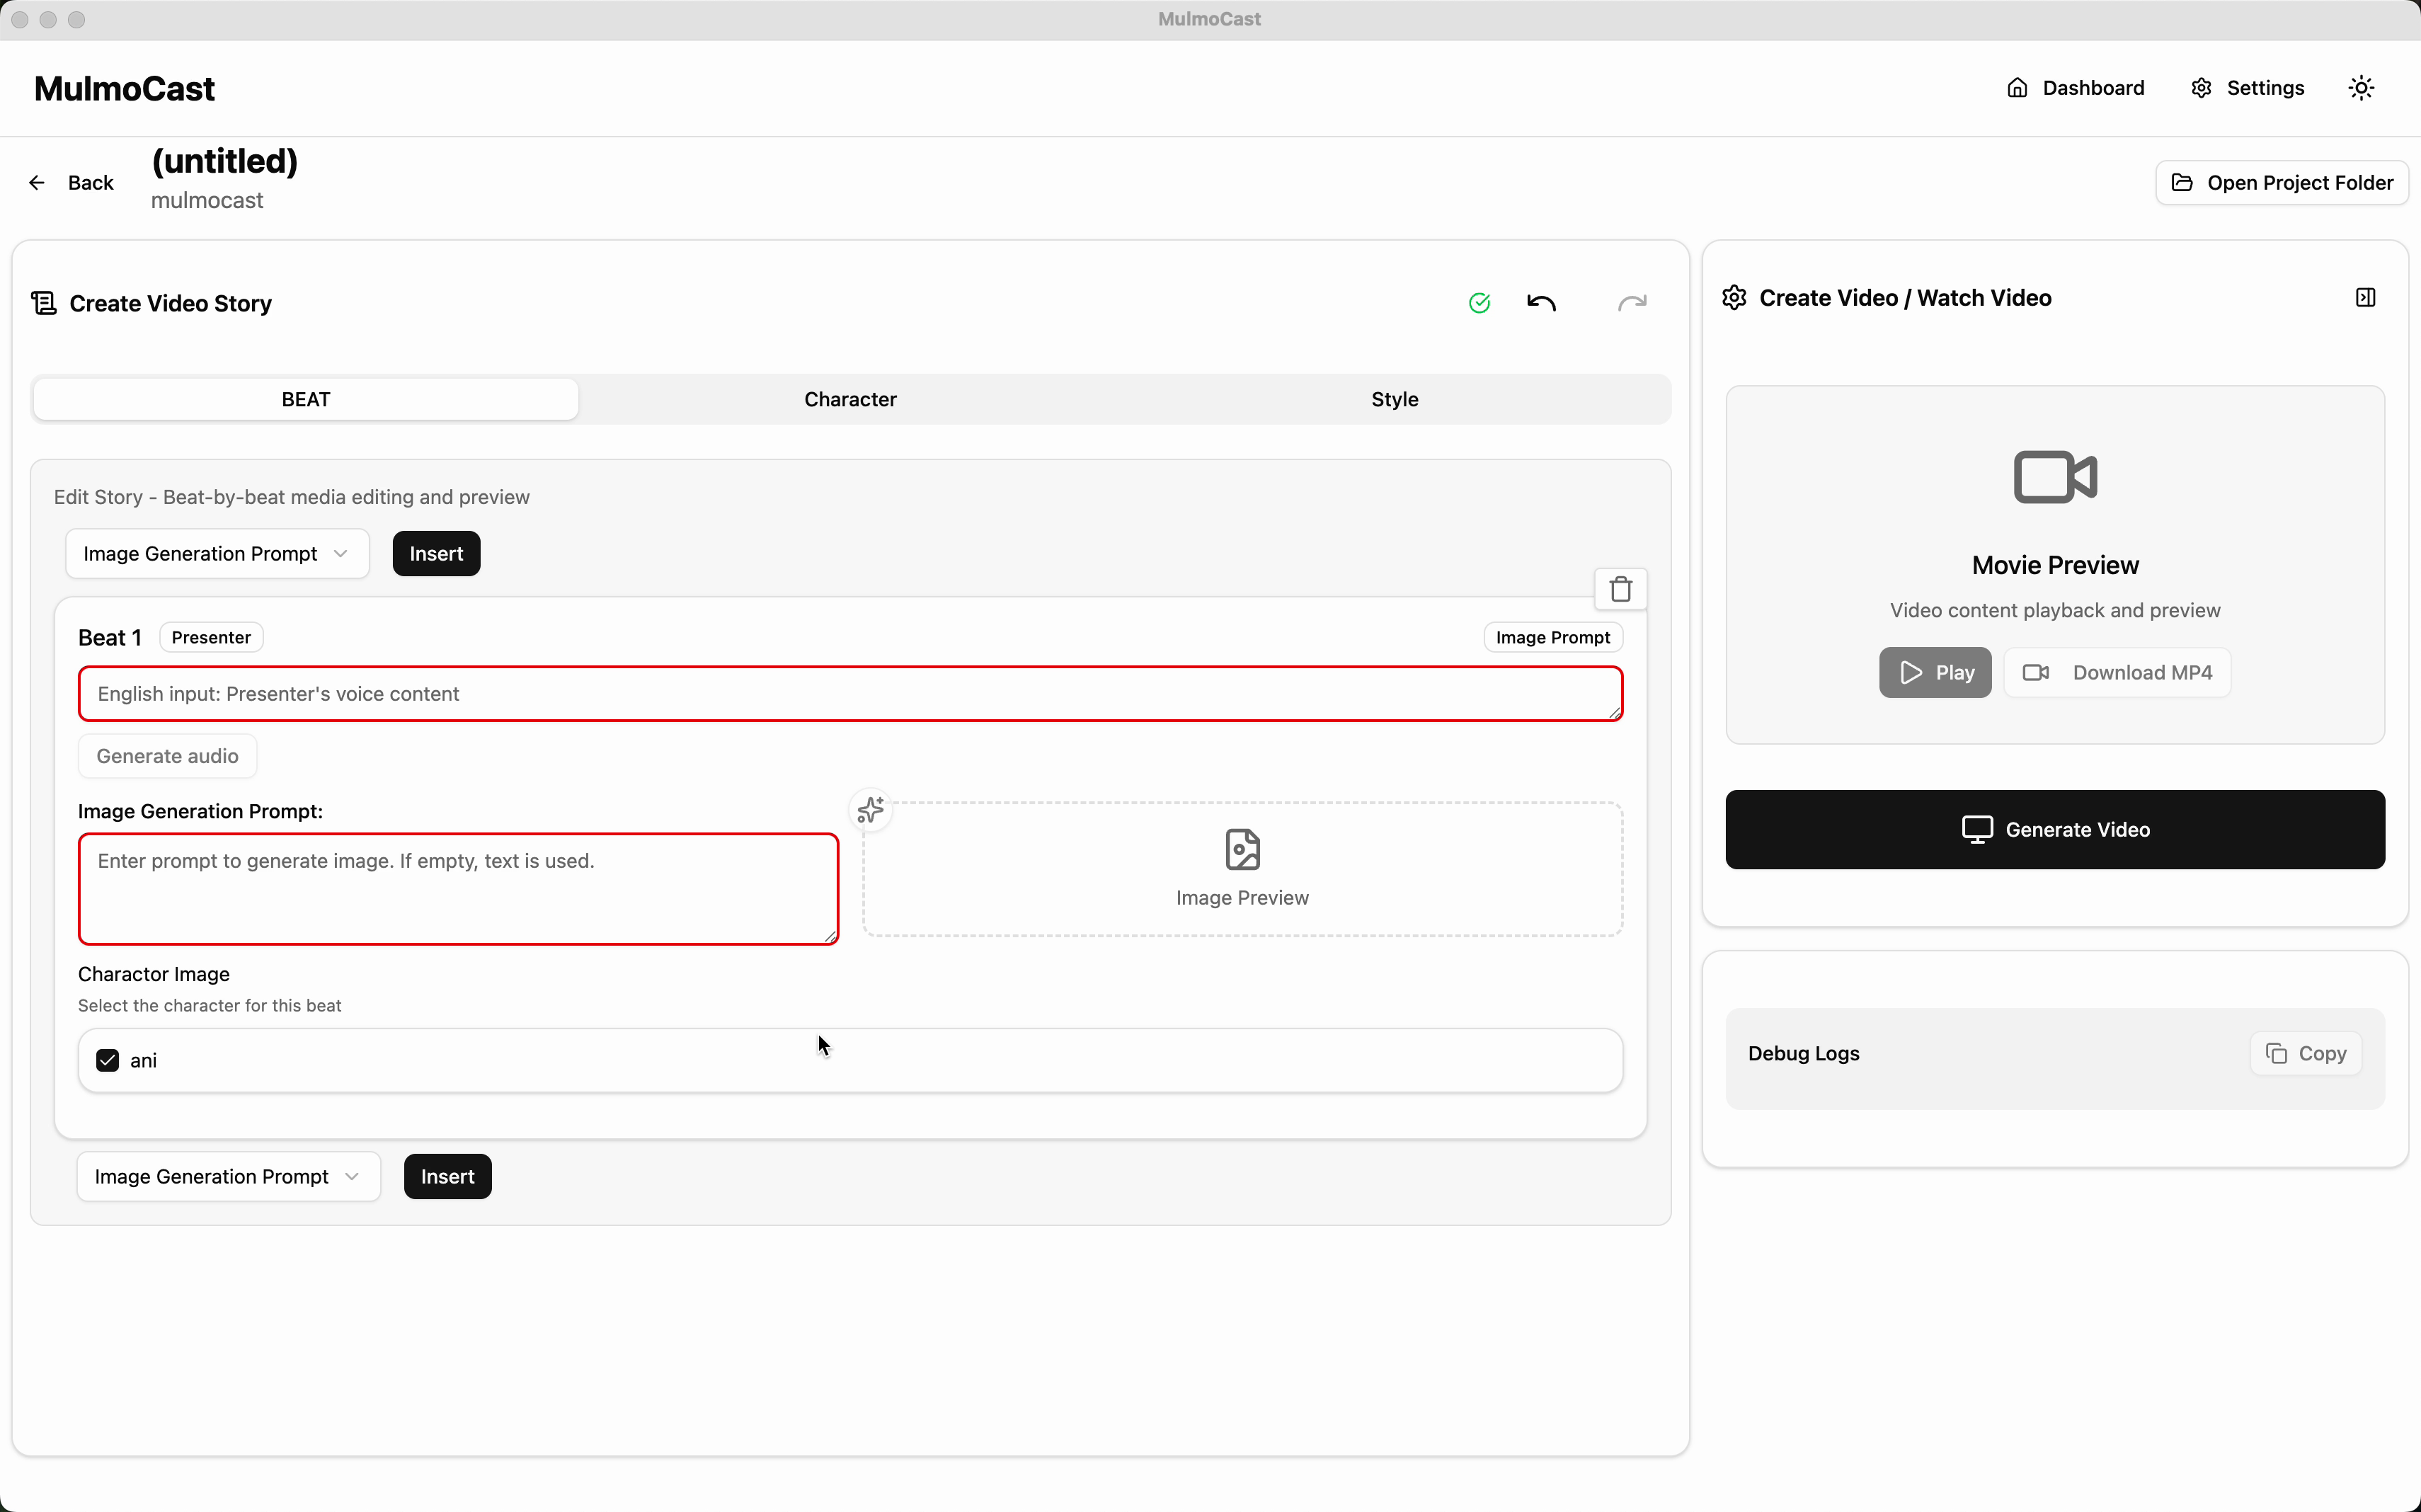 MulmoCast
MulmoCast
Dashboard
Settings
Back
(untitled)
mulmocast
Open Project Folder
Create Video Story
BEAT
Character
Style
Edit Story - Beat-by-beat media editing and preview
Image Generation Prompt
Insert
Beat 1
Presenter
Image Prompt
English input: Presenter's voice content
Generate audio
Image Generation Prompt:
Enter prompt to generate image. If empty, text is used.
Image Preview
Charactor Image
Select the character for this beat
ani
Image Generation Prompt
Insert
Create Video / Watch Video
Movie Preview
Video content playback and preview
Play
Download MP4
Generate Video
Debug Logs
Copy